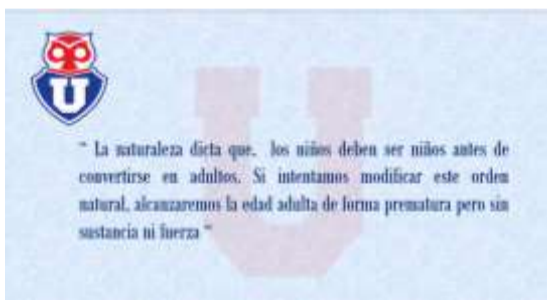 U
" La naturaleza dicta que, los niños deben ser niños antes de
convertirse en adultos. Si intentamos modificar este orden
natural, alcanzaremos la edad adulta de forma prematura pero sin
sustancia ni fuerza "
U